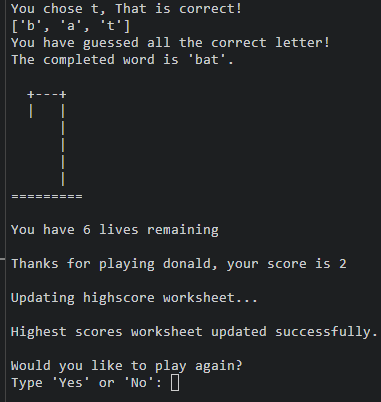 You chose t, That is correct!
['b', 'a', 't']
You have guessed all the correct letter!
The completed word is 'bat'.
+---+
|   |
    |
    |
    |
    |
=========
You have 6 lives remaining
Thanks for playing donald, your score is 2
Updating highscore worksheet...
Highest scores worksheet updated successfully.
Would you like to play again?
Type 'Yes' or 'No':